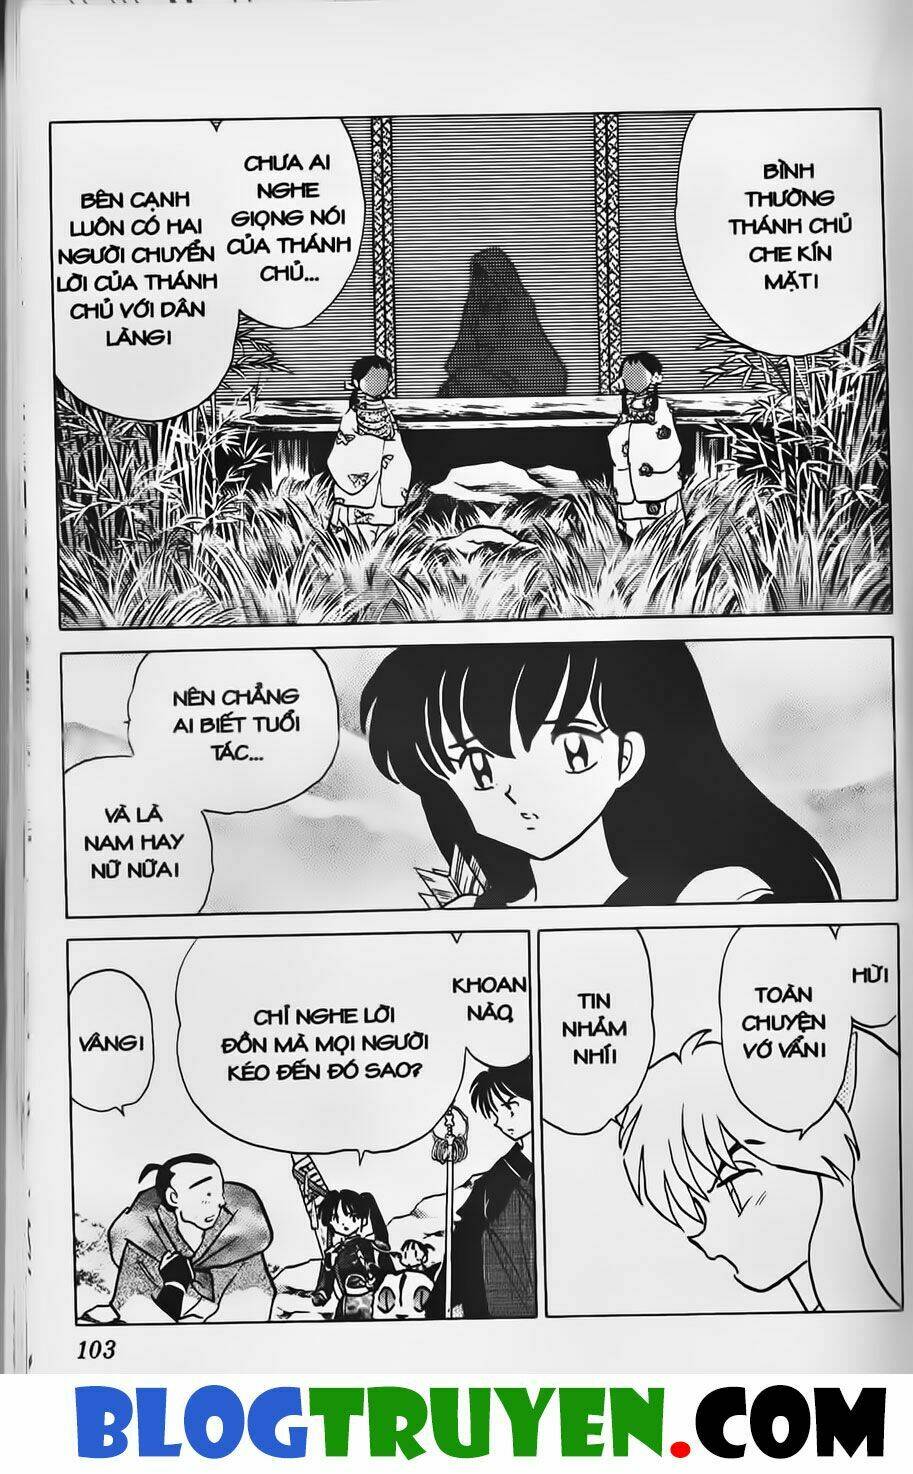 BÌNH
THƯỜNG
THÁNH CHỦ
CHE KÍN
MẶT!
CHƯA AI
NGHE
GIỌNG NÓI
CỦA THÁNH
CHỦ...
BÊN CẠNH
LUÔN CÓ HAI
NGƯỜI CHUYỂN
LỜI CỦA THÁNH
CHỦ VỚI DÂN
LÀNG!
NÊN CHẲNG
AI BIẾT TUỔI
TÁC...
VÀ LÀ
NAM HAY
NỮ NỮA!
HỪ!
TOÀN
CHUYỆN
VỚ VẨN!
TIN
NHẢM
NHÍ!
KHOAN
NÀO,
CHỈ NGHE LỜI
ĐỒN MÀ MỌI NGƯỜI
KÉO ĐẾN ĐÓ SAO?
VÂNG!
103
BLOGTRUYEN.COM